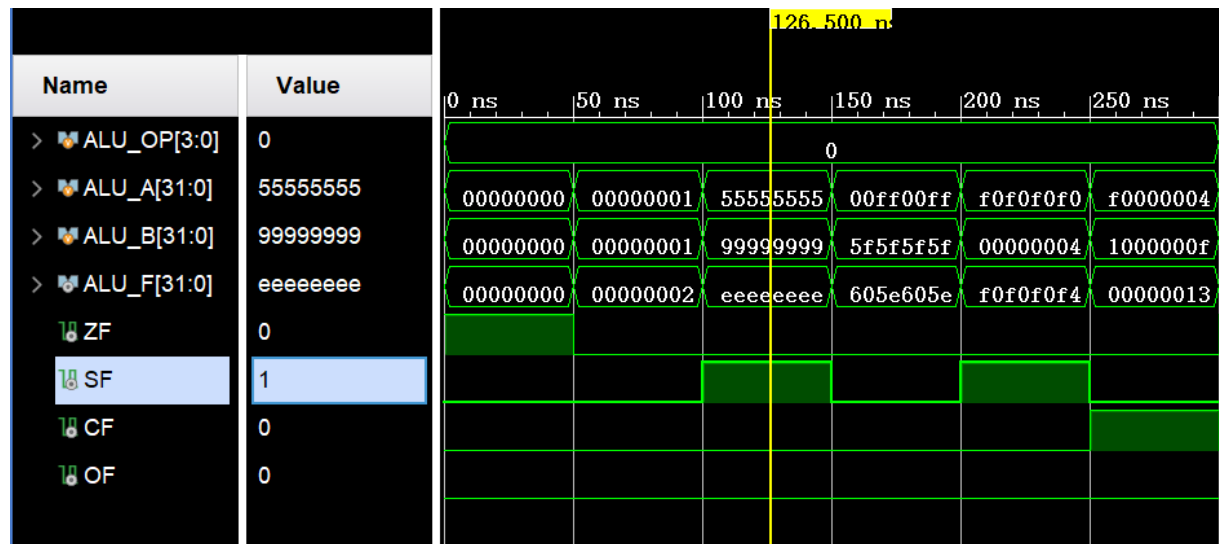 126.500 ns
Name Value 0 ns 50 ns 100 ns 150 ns 200 ns 250 ns
ALU_OP[3:0] 0 0
ALU_A[31:0] 55555555 00000000 00000001 55555555 00ff00ff f0f0f0f0 f0000004
ALU_B[31:0] 99999999 00000000 00000001 99999999 5f5f5f5f 00000004 1000000f
ALU_F[31:0] eeeeeeee 00000000 00000002 eeeeeeee 605e605e f0f0f0f4 00000013
ZF 0
SF 1
CF 0
OF 0